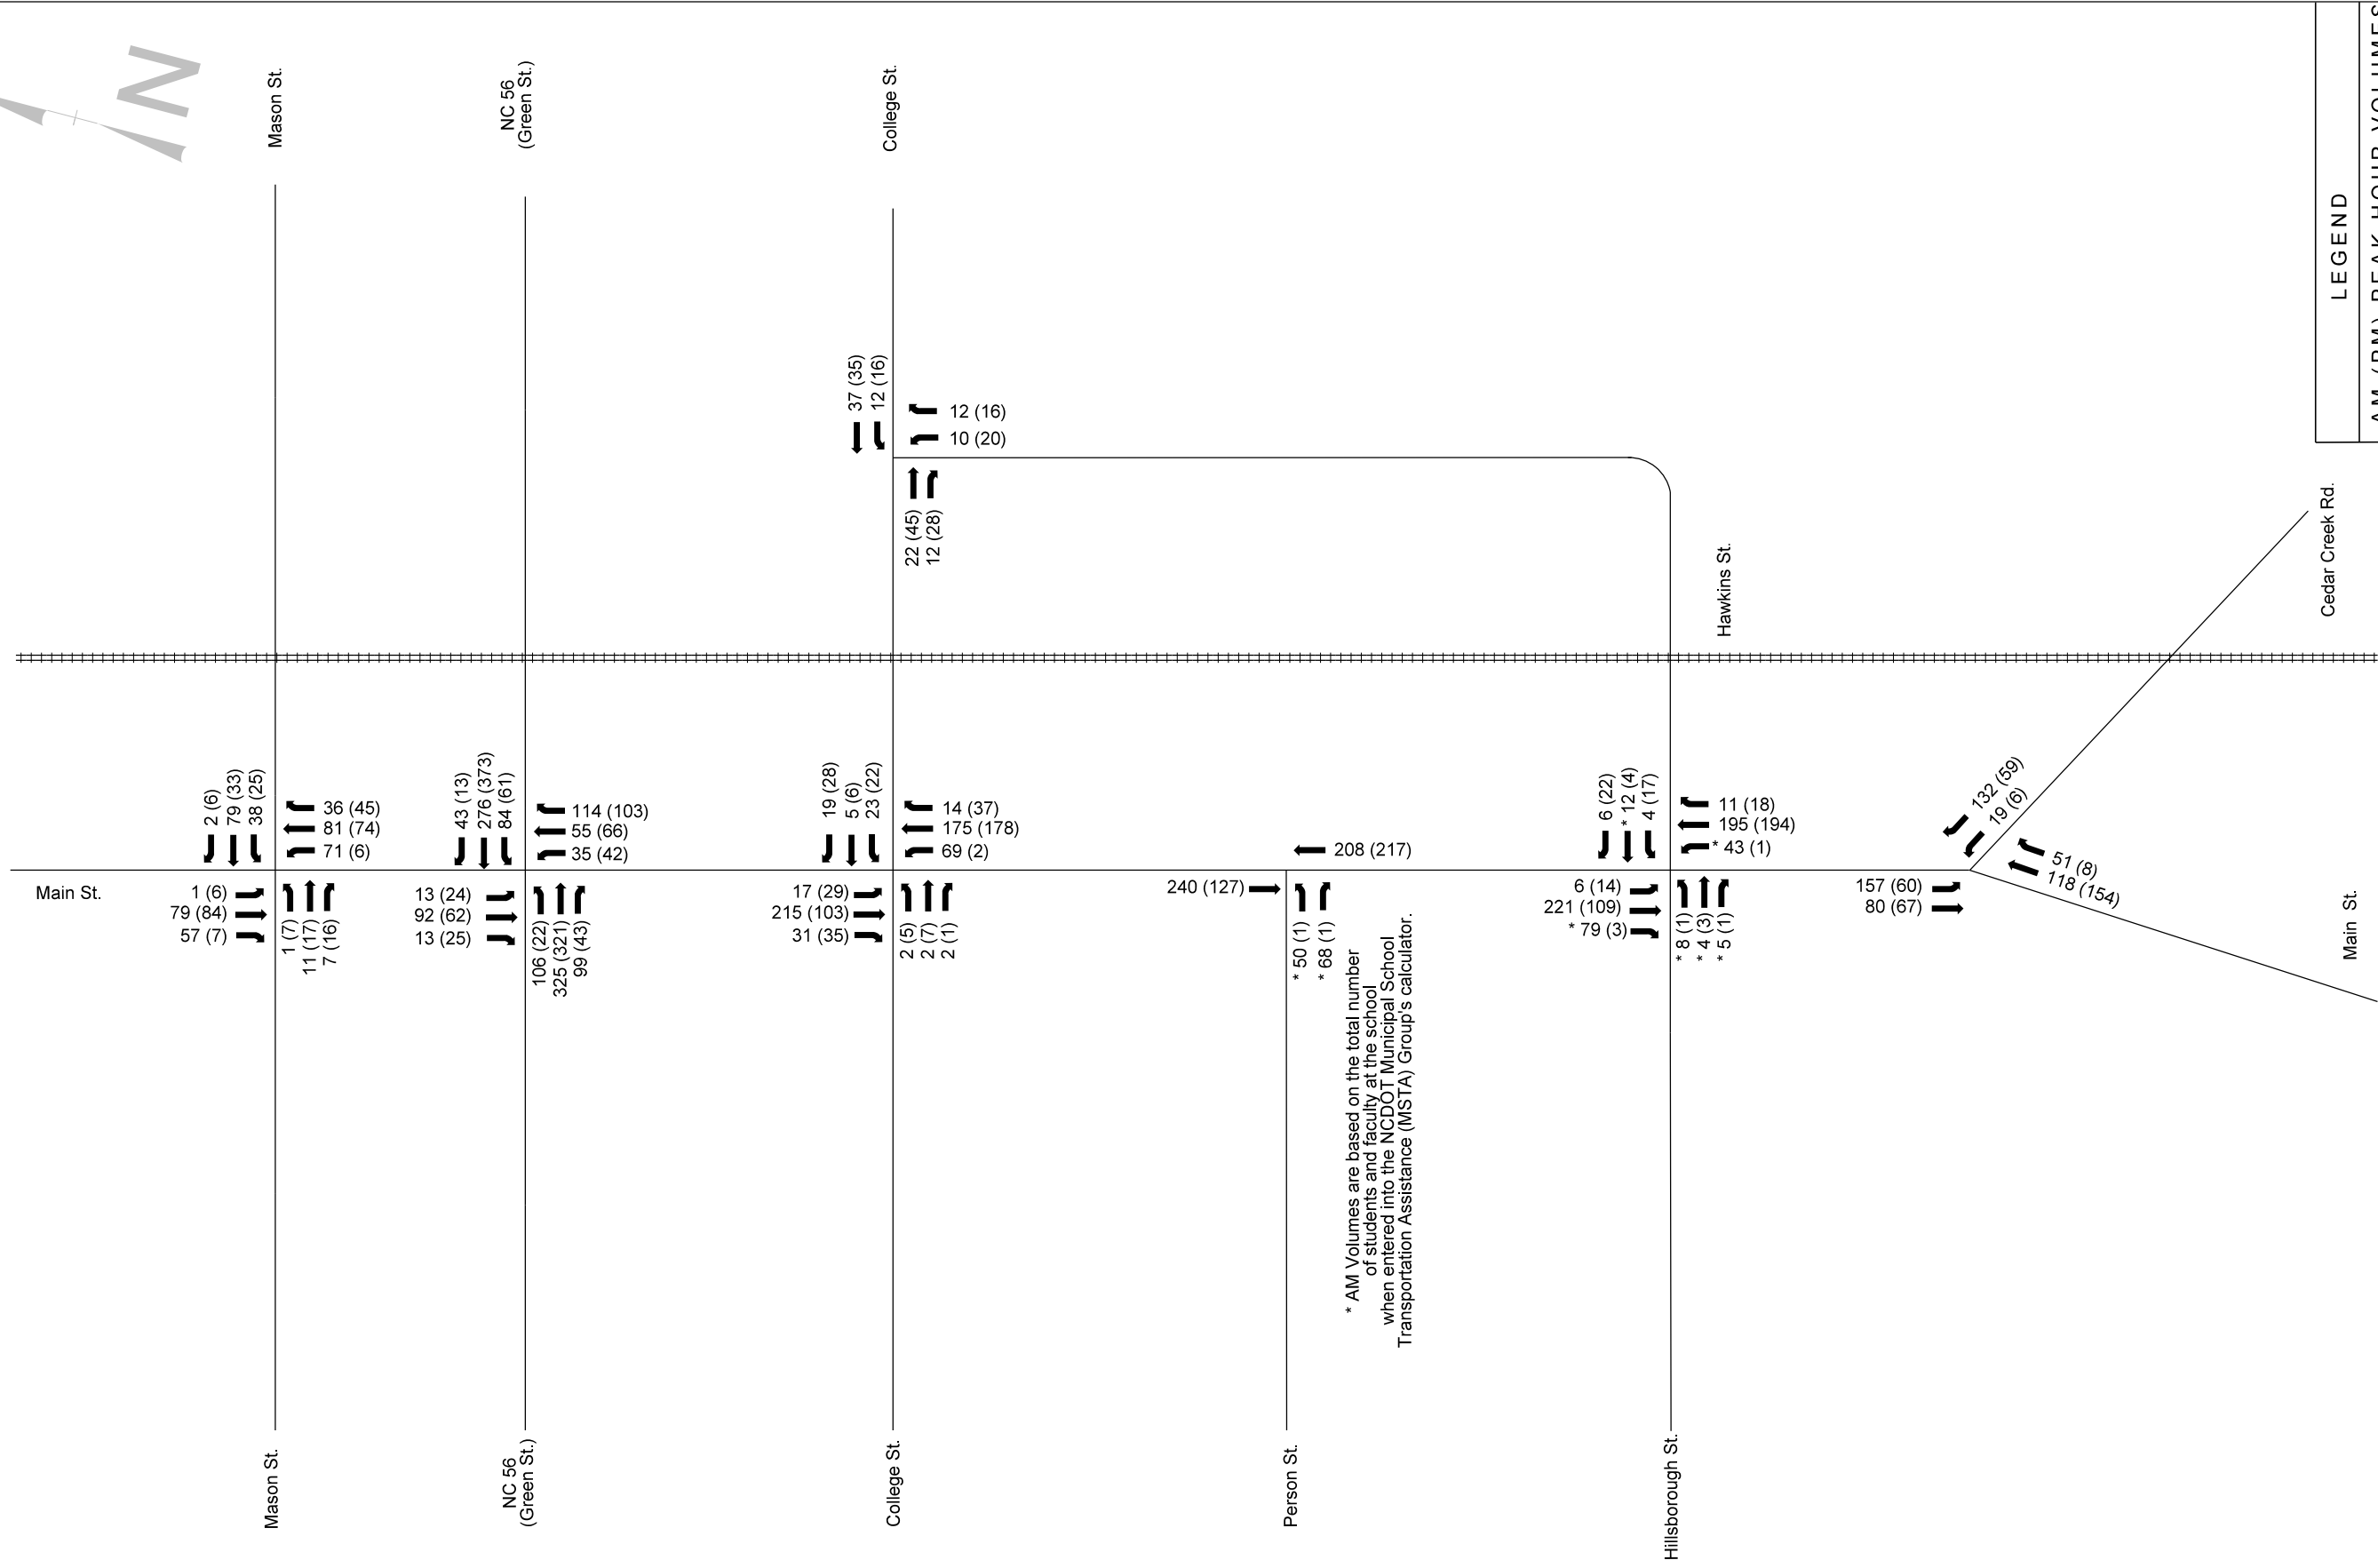 N
Mason St.
NC 56
(Green St.)
College St.
LEGEND
37 (35)
12 (16)
12 (16)
10 (20)
22 (45)
12 (28)
Hawkins St.
Cedar Creek Rd.
2 (6)
79 (33)
38 (25)
36 (45)
81 (74)
71 (6)
43 (13)
276 (373)
84 (61)
114 (103)
55 (66)
35 (42)
19 (28)
5 (6)
23 (22)
14 (37)
175 (178)
69 (2)
208 (217)
6 (22)
* 12 (4)
4 (17)
11 (18)
195 (194)
* 43 (1)
132 (59)
19 (6)
51 (8)
118 (154)
Main St.
1 (6)
79 (84)
57 (7)
1 (7)
11 (17)
7 (16)
13 (24)
92 (62)
13 (25)
106 (22)
325 (321)
99 (43)
17 (29)
215 (103)
31 (35)
2 (5)
2 (7)
2 (1)
240 (127)
* 50 (1)
* 68 (1)
6 (14)
221 (109)
* 79 (3)
* 8 (1)
* 4 (3)
* 5 (1)
157 (60)
80 (67)
Main St.
* AM Volumes are based on the total number
of students and faculty at the school
when entered into the NCDOT Municipal School
Transportation Assistance (MSTA) Group's calculator.
Mason St.
NC 56
(Green St.)
College St.
Person St.
Hillsborough St.